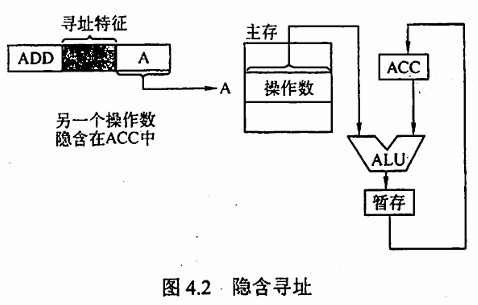 寻址特征
ADD
A
A
另一个操作数
隐含在ACC中
主存
操作数
ACC
ALU
暂存
图 4.2 隐含寻址